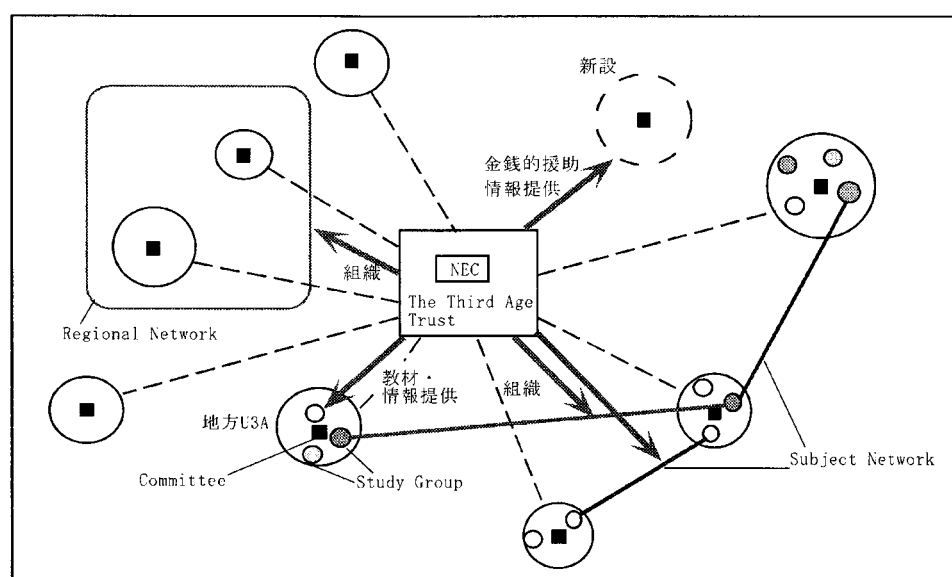 新設
金銭的援助
情報提供
NEC
The Third Age
Trust
組織
Regional Network
教材・
情報提供
組織
地方U3A
Committee
Study Group
Subject Network